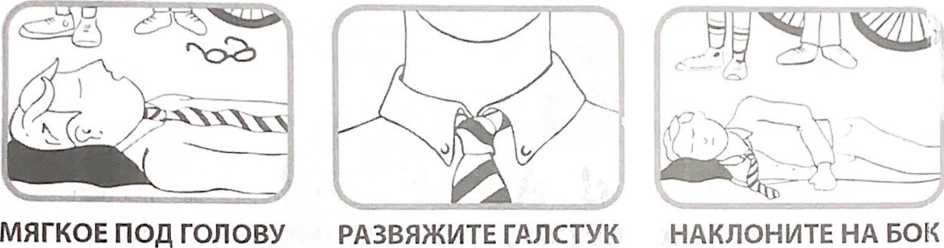 МЯГКОЕ ПОД ГОЛОВУ
РАЗВЯЖИТЕ ГАЛСТУК
НАКЛОНИТЕ НА БОК